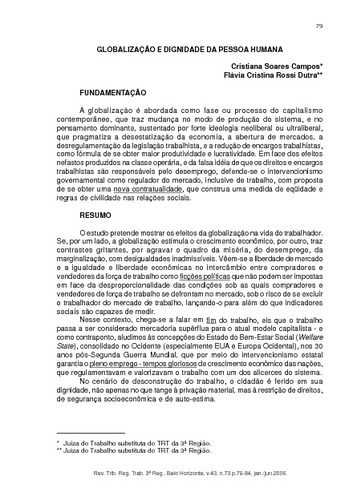 79
GLOBALIZAÇÃO E DIGNIDADE DA PESSOA HUMANA
Cristiana Soares Campos*
Flávia Cristina Rossi Dutra**
FUNDAMENTAÇÃO
A globalização é abordada como fase ou processo do capitalismo
contemporâneo, que traz mudança no modo de produção do sistema, e no
pensamento dominante, sustentado por forte ideologia neoliberal ou ultraliberal,
que pragmatiza a desestatização da economia, a abertura de mercados, a
desregulamentação da legislação trabalhista, e a redução de encargos trabalhistas,
como fórmula de se obter maior produtividade e lucratividade. Em face dos efeitos
nefastos produzidos na classe operária, e da falsa idéia de que os direitos e encargos
trabalhistas são responsáveis pelo desemprego, defende-se o intervencionismo
governamental como regulador do mercado, inclusive de trabalho, com proposta
de se obter uma nova contratualidade, que construa uma medida de eqüidade e
regras de civilidade nas relações sociais.
RESUMO
O estudo pretende mostrar os efeitos da globalização na vida do trabalhador.
Se, por um lado, a globalização estimula o crescimento econômico, por outro, traz
contrastes gritantes, por agravar o quadro da miséria, do desemprego, da
marginalização, com desigualdades inadmissíveis. Vêem-se a liberdade de mercado
e a igualdade e liberdade econômicas no intercâmbio entre compradores e
vendedores da força de trabalho como ficções políticas que não podem ser impostas
em face da desproporcionalidade das condições sob as quais compradores e
vendedores de força de trabalho se defrontam no mercado, sob o risco de se excluir
o trabalhador do mercado de trabalho, lançando-o para além do que indicadores
sociais são capazes de medir.
Nesse contexto, chega-se a falar em fim do trabalho, eis que o trabalho
passa a ser considerado mercadoria supérflua para o atual modelo capitalista - e
como contraponto, aludimos às concepções do Estado do Bem-Estar Social (Welfare
State), consolidado no Ocidente (especialmente EUA e Europa Ocidental), nos 30
anos pós-Segunda Guerra Mundial, que por meio do intervencionismo estatal
garantia o pleno emprego - tempos gloriosos de crescimento econômico das nações,
que regulamentavam e valorizavam o trabalho com um dos alicerces do sistema.
No cenário de desconstrução do trabalho, o cidadão é ferido em sua
dignidade, não apenas no que tange à privação material, mas à restrição de direitos,
de segurança socioeconômica e de auto-estima.
* Juíza do Trabalho substituta do TRT da 3ª Região.
** Juíza do Trabalho substituta do TRT da 3ª Região.
Rev. Trib. Reg. Trab. 3ª Reg., Belo Horizonte, v.43, n.73 p.79-94, jan./jun.2006